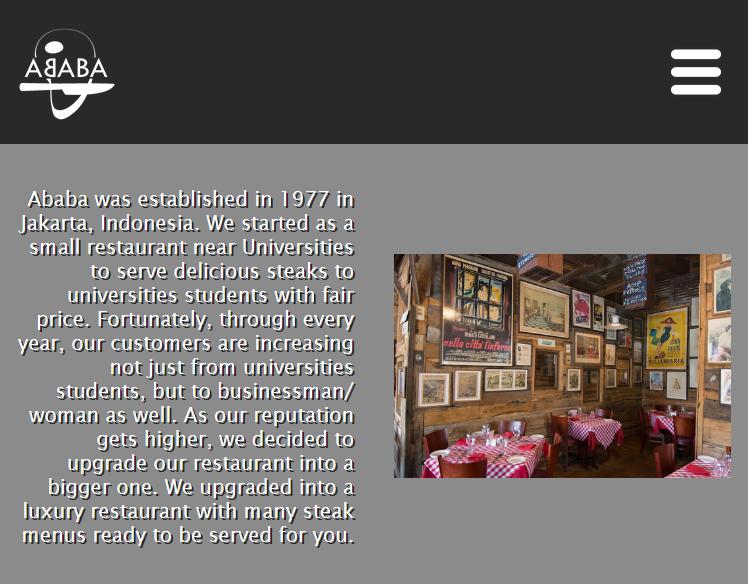 ABABA
Ababa was established in 1977 in
Jakarta, Indonesia. We started as a
small restaurant near Universities
to serve delicious steaks to
universities students with fair
price. Fortunately, through every
year, our customers are increasing
not just from universities
students, but to businessman/
woman as well. As our reputation
gets higher, we decided to
upgrade our restaurant into a
bigger one. We upgraded into a
luxury restaurant with many steak
menus ready to be served for you.
nella città l'inferno